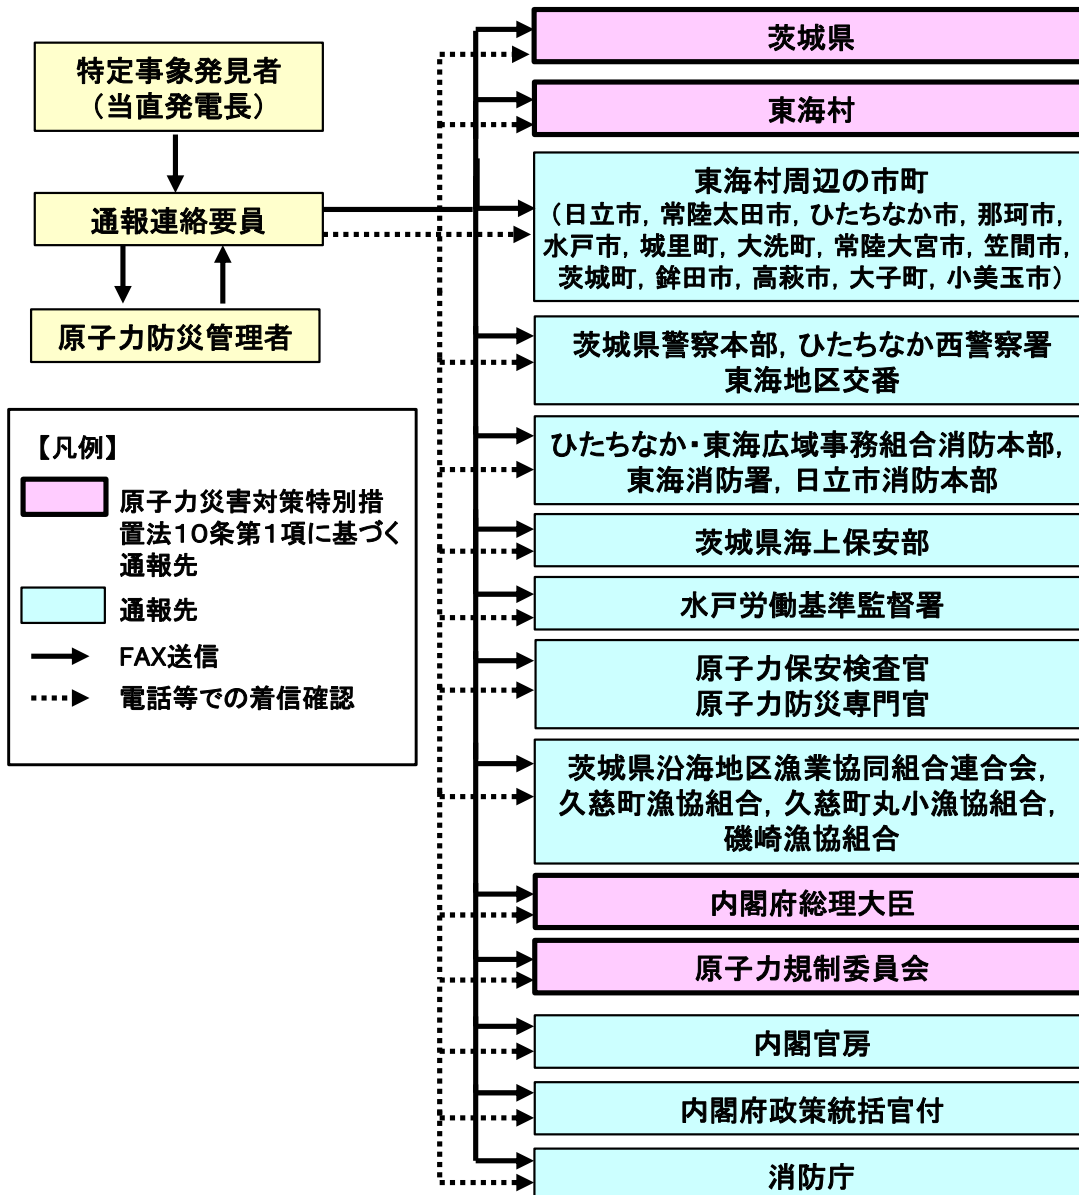 特定事象発見者
（当直発電長）
通報連絡要員
原子力防災管理者
【凡例】
原子力災害対策特別措
置法１０条第１項に基づく
通報先
通報先
FAX送信
電話等での着信確認
茨城県
東海村
東海村周辺の市町
（日立市，常陸太田市，ひたちなか市，那珂市，
水戸市，城里町，大洗町，常陸大宮市，笠間市，
茨城町，鉾田市，高萩市，大子町，小美玉市）
茨城県警察本部，ひたちなか西警察署
東海地区交番
ひたちなか・東海広域事務組合消防本部，
東海消防署，日立市消防本部
茨城県海上保安部
水戸労働基準監督署
原子力保安検査官
原子力防災専門官
茨城県沿海地区漁業協同組合連合会，
久慈町漁協組合，久慈町丸小漁協組合，
磯崎漁協組合
内閣府総理大臣
原子力規制委員会
内閣官房
内閣府政策統括官付
消防庁